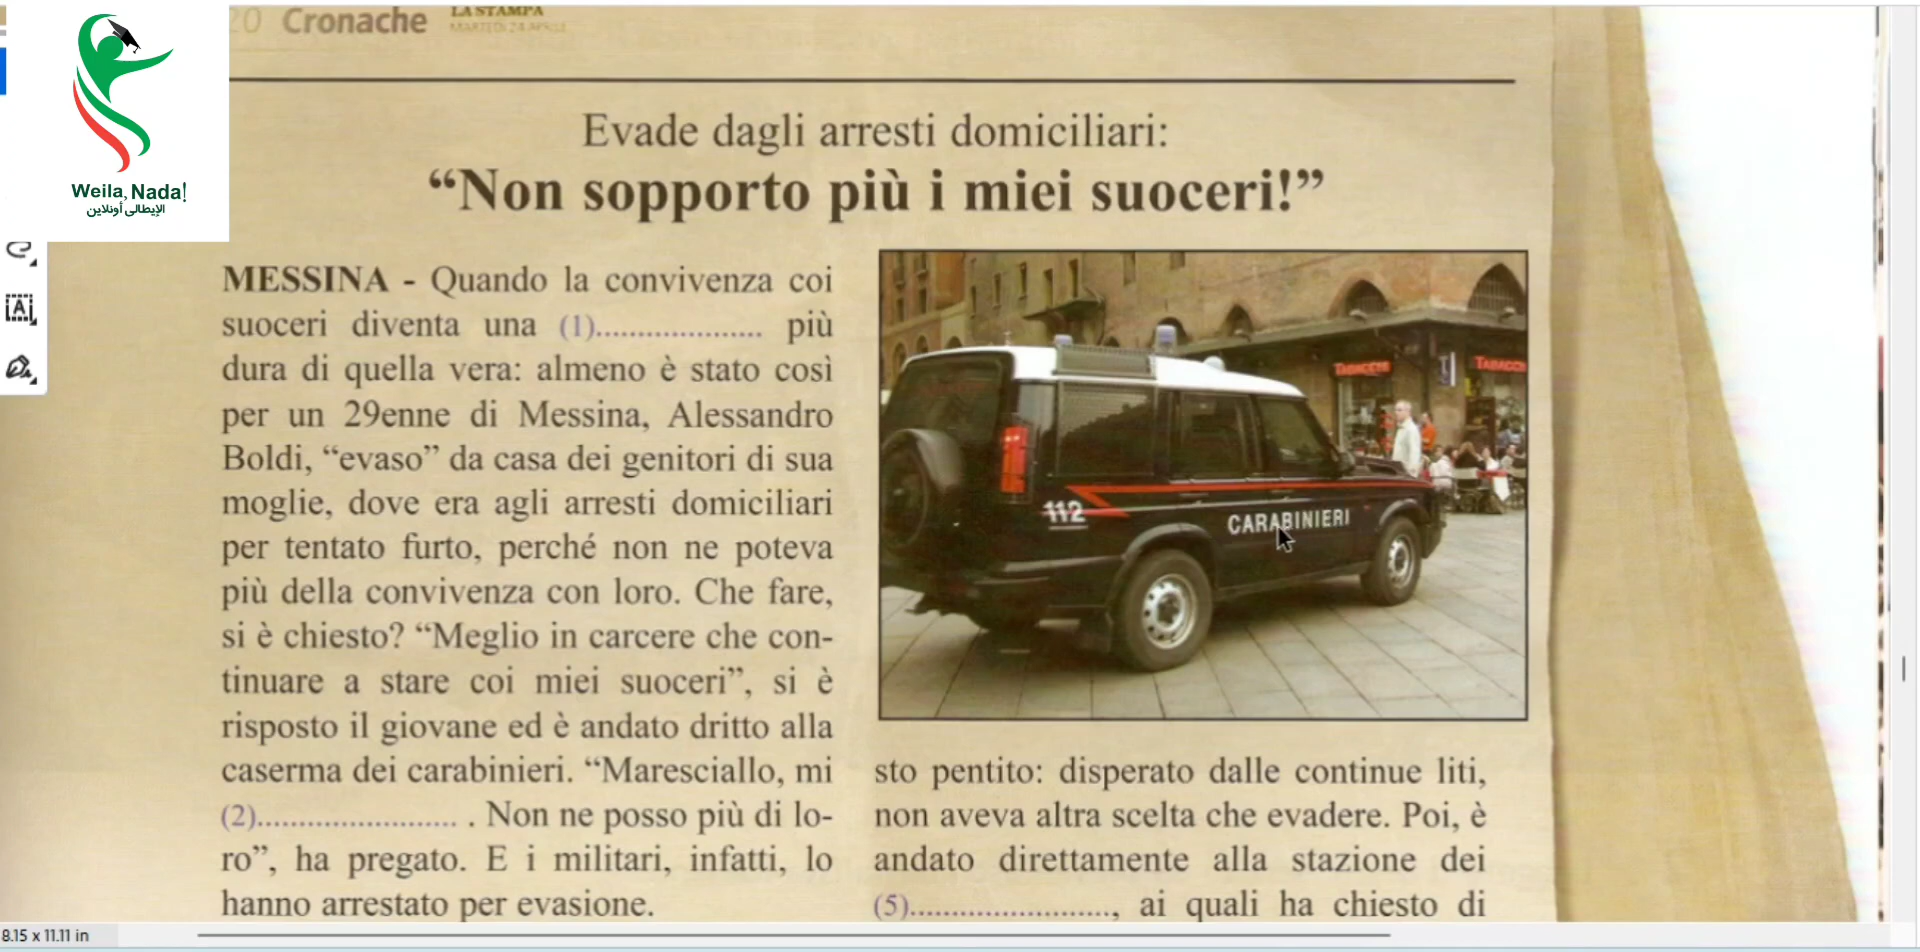 20 Cronache
LA STAMPA
MARTEDÌ 24 APRILE
Weila, Nada!
الإيطالي أونلاين
Evade dagli arresti domiciliari:
“Non sopporto più i miei suoceri!”
MESSINA - Quando la convivenza coi
suoceri diventa una (1).................... più
dura di quella vera: almeno è stato così
per un 29enne di Messina, Alessandro
Boldi, “evaso” da casa dei genitori di sua
moglie, dove era agli arresti domiciliari
per tentato furto, perché non ne poteva
più della convivenza con loro. Che fare,
si è chiesto? “Meglio in carcere che con-
tinuare a stare coi miei suoceri”, si è
risposto il giovane ed è andato dritto alla
caserma dei carabinieri. “Maresciallo, mi
(2)........................ . Non ne posso più di lo-
ro”, ha pregato. E i militari, infatti, lo
hanno arrestato per evasione.
TABACCHI
TABACCHI
112
CARABINIERI
sto pentito: disperato dalle continue liti,
non aveva altra scelta che evadere. Poi, è
andato direttamente alla stazione dei
(5)........................, ai quali ha chiesto di
8.15 x 11.11 in